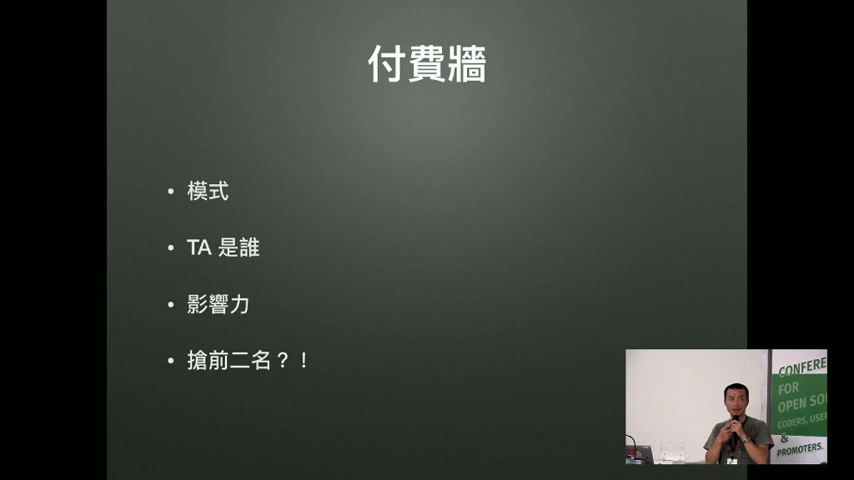 付費牆
• 模式
• TA 是誰
• 影響力
• 搶前二名？！
CONFERE
FOR
OPEN SOU
CODERS, USER
&
PROMOTERS.